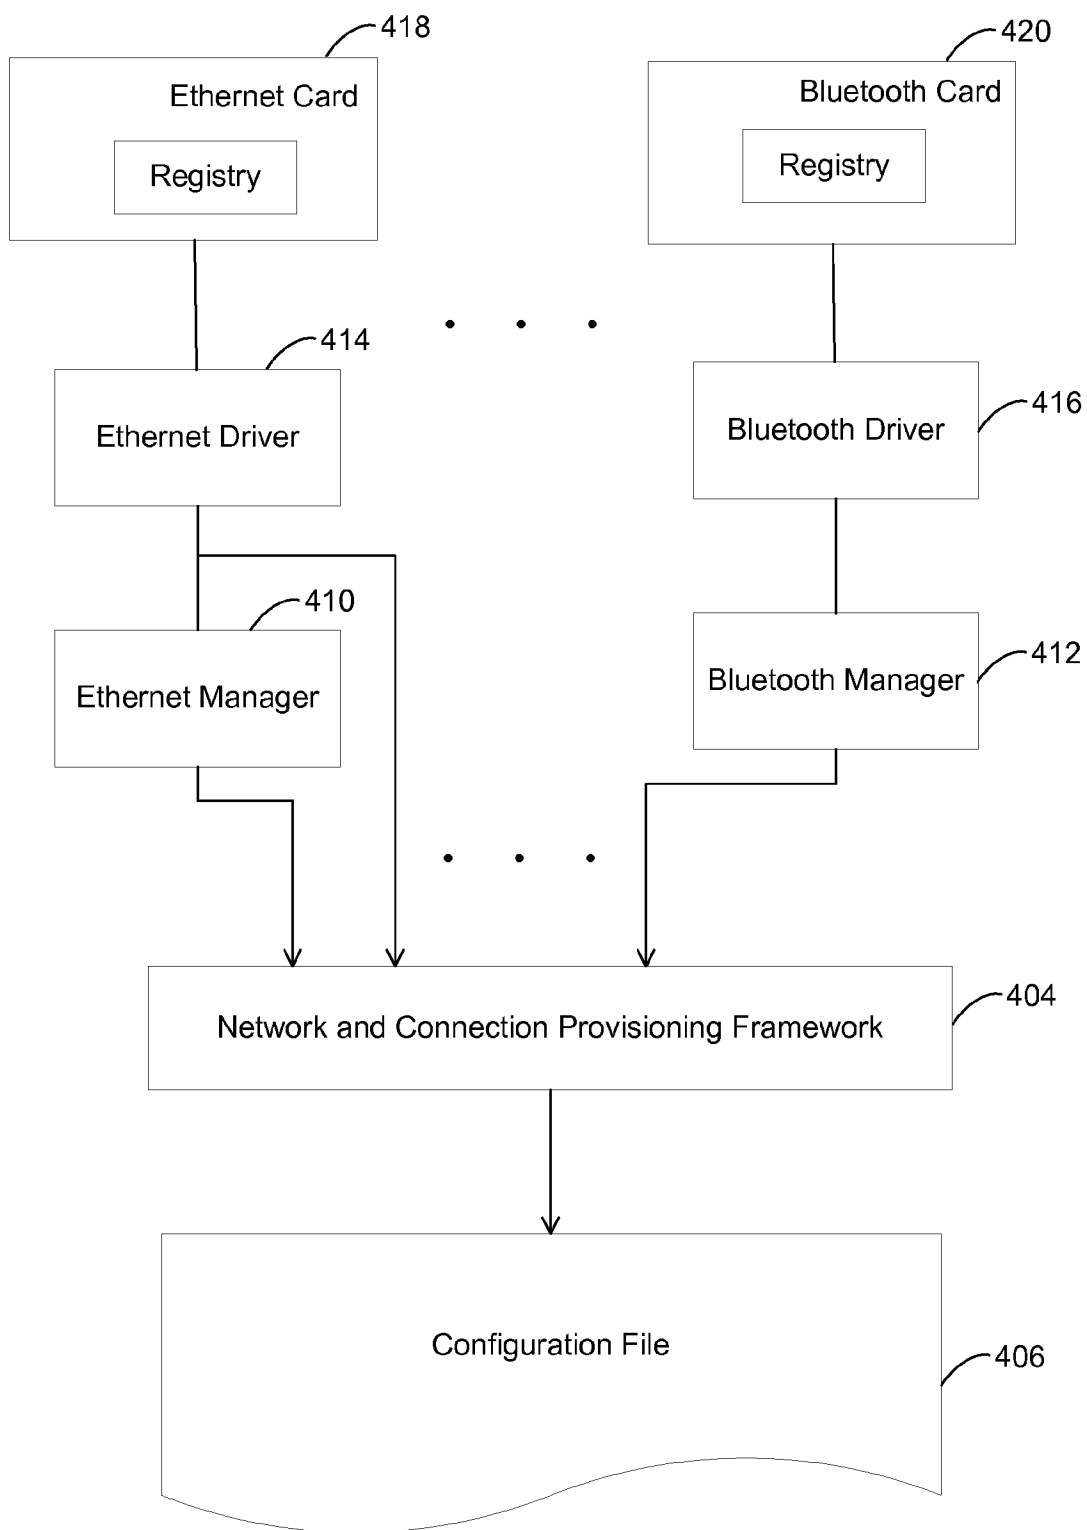 418
420
Ethernet Card
Bluetooth Card
Registry
Registry
414
416
Ethernet Driver
Bluetooth Driver
410
412
Ethernet Manager
Bluetooth Manager
404
Network and Connection Provisioning Framework
Configuration File
406